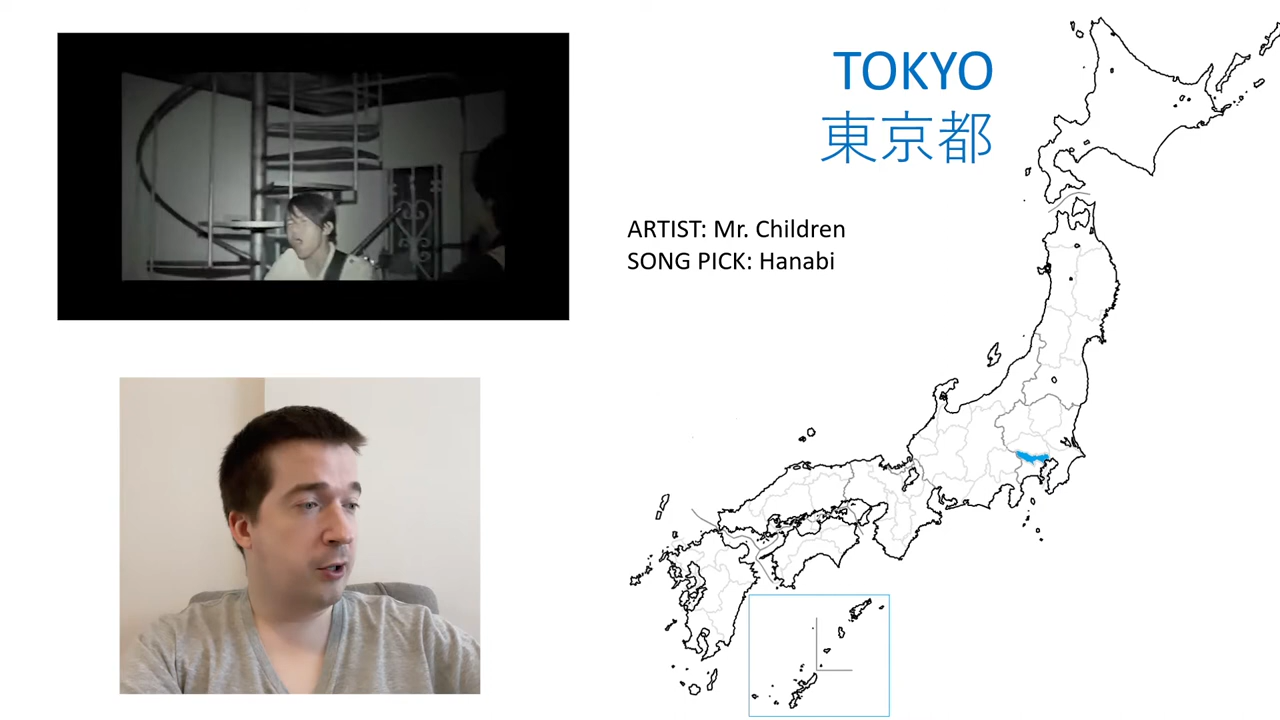 TOKYO
東京都
ARTIST: Mr. Children
SONG PICK: Hanabi